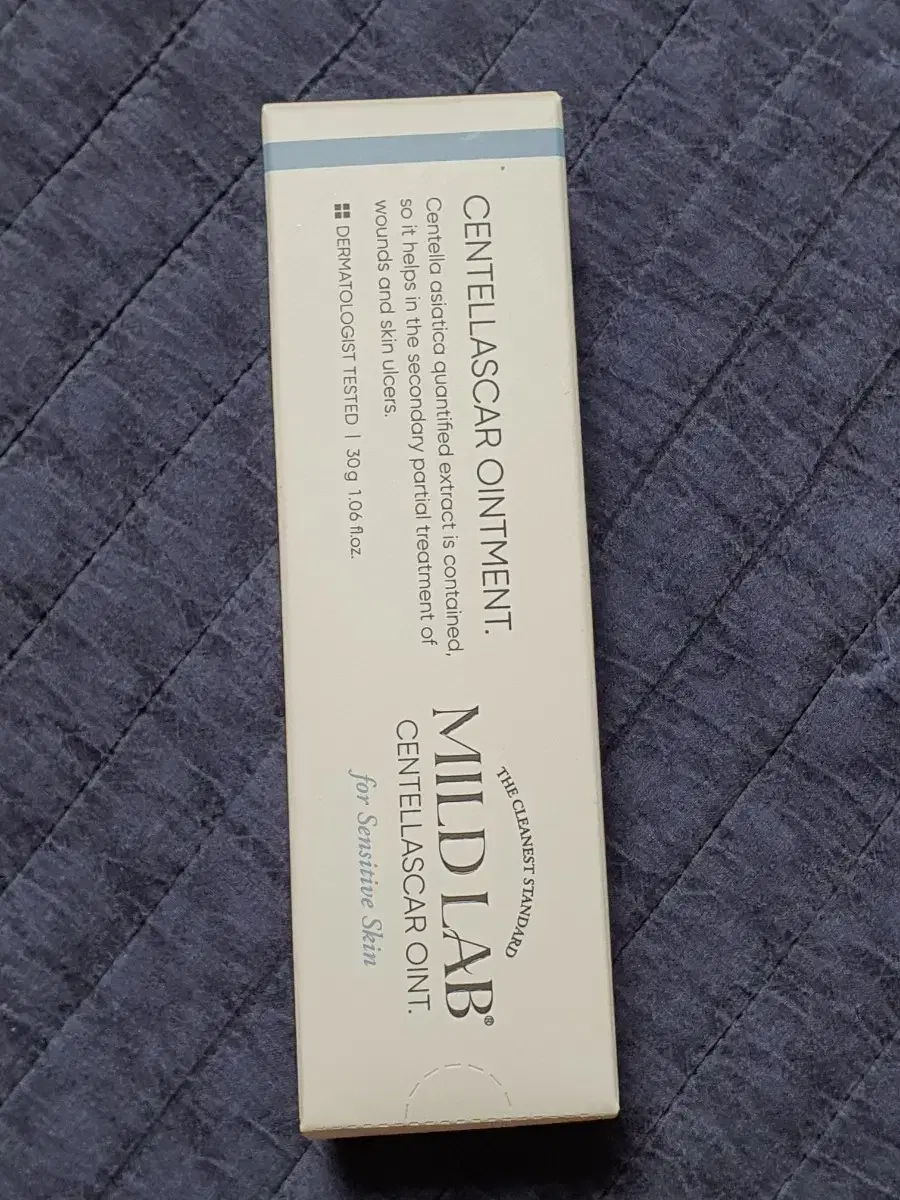 CENTELLASCAR OINTMENT.
Centella asiatica quantified extract is contained,
so it helps in the secondary partial treatment of
wounds and skin ulcers.
DERMATOLOGIST TESTED | 30g 1.06 fl.oz.
THE CLEANEST STANDARD
MILD LAB®
CENTELLASCAR OINT.
for Sensitive Skin